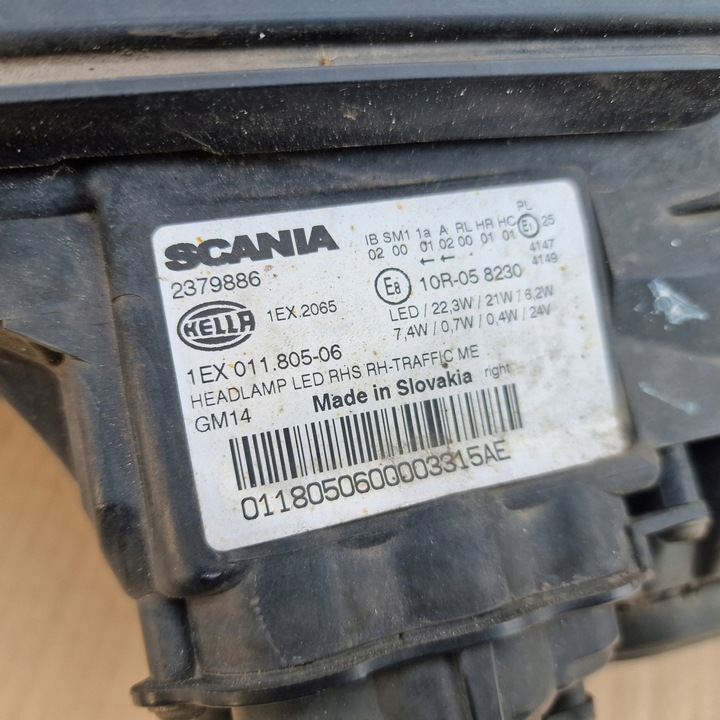 SCANIA
2379886
HELLA
1EX.2065
1EX 011.805-06
HEADLAMP LED RHS RH-TRAFFIC ME
GM14
Made in Slovakia right
0118050600003315AE
PL
IB SM1 1a A RL HR HC E1 25
02 00 01 02 00 01 01
← ←
4147
4149
E8 10R-05 8230
LED / 22,3W / 21W / 6,2W
7,4W / 0,7W / 0,4W / 24V